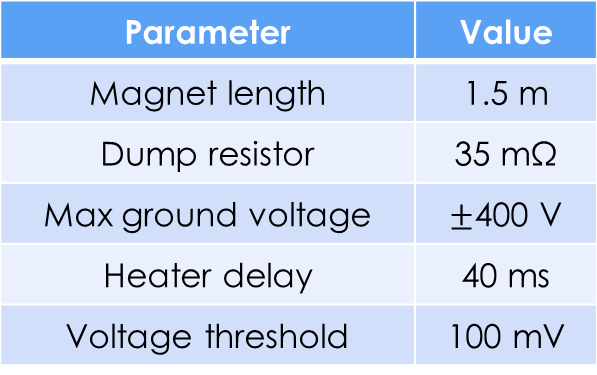 Parameter Value
Magnet length 1.5 m
Dump resistor 35 mΩ
Max ground voltage ±400 V
Heater delay 40 ms
Voltage threshold 100 mV